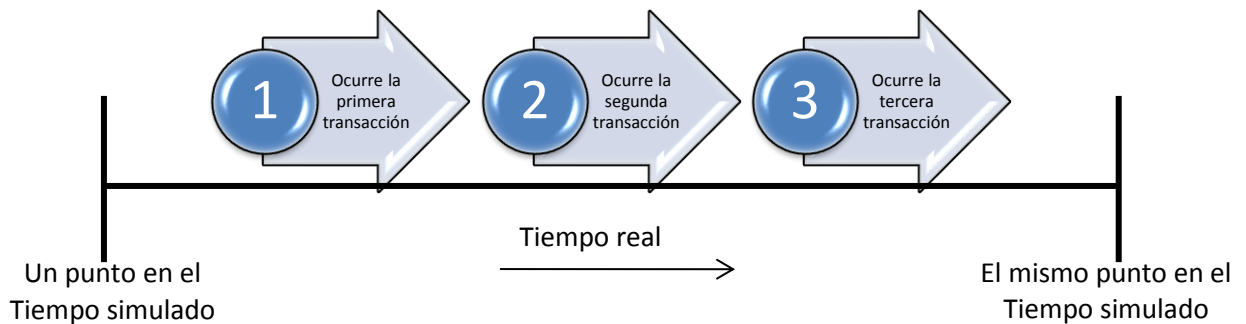 1
Ocurre la
primera
transacción
2
Ocurre la
segunda
transacción
3
Ocurre la
tercera
transacción
Tiempo real
Un punto en el
Tiempo simulado
El mismo punto en el
Tiempo simulado